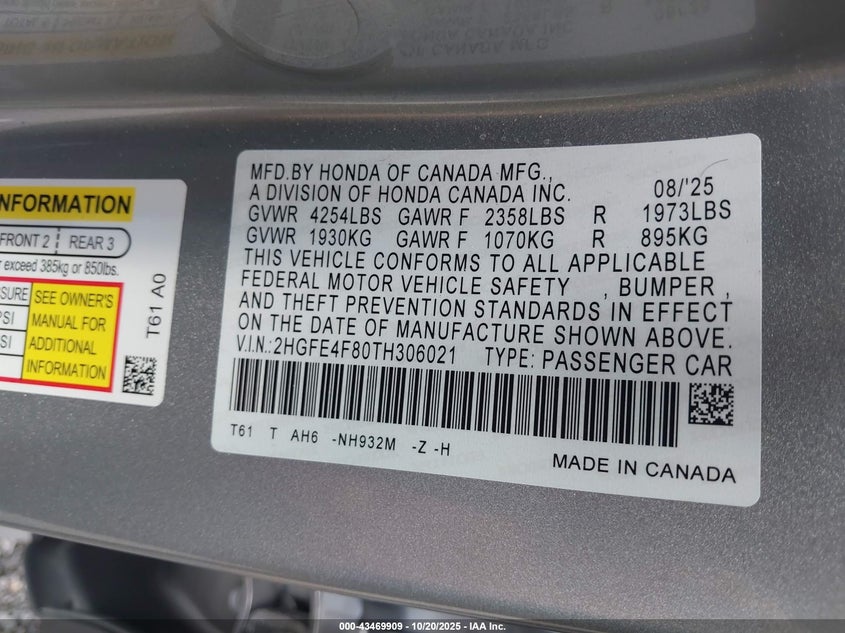 MFD.BY HONDA OF CANADA MFG.,
A DIVISION OF HONDA CANADA INC. 08/'25
GVWR 4254LBS GAWR F 2358LBS R 1973LBS
GVWR 1930KG GAWR F 1070KG R 895KG
THIS VEHICLE CONFORMS TO ALL APPLICABLE
FEDERAL MOTOR VEHICLE SAFETY , BUMPER ,
AND THEFT PREVENTION STANDARDS IN EFFECT
ON THE DATE OF MANUFACTURE SHOWN ABOVE.
V.I.N.:2HGFE4F80TH306021 TYPE: PASSENGER CAR
T61 T AH6 -NH932M -Z -H
MADE IN CANADA
INFORMATION
FRONT 2 REAR 3
exceed 385kg or 850lbs.
SEE OWNER'S
MANUAL FOR
ADDITIONAL
INFORMATION
T61 A0
000-43469909 | 10/20/2025 | IAA Inc.